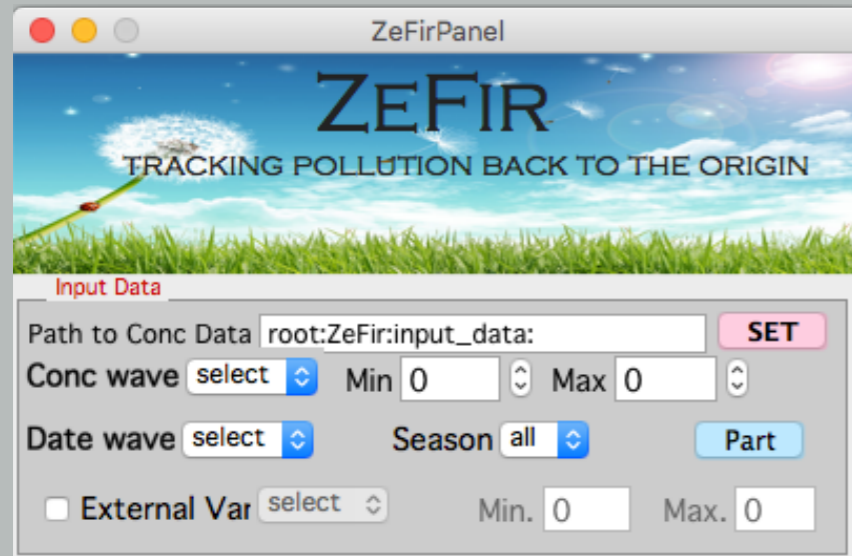 ZeFirPanel
ZEFIR
TRACKING POLLUTION BACK TO THE ORIGIN
Input Data
Path to Conc Data root:ZeFir:input_data: SET
Conc wave select Min 0 Max 0
Date wave select Season all Part
External Var select Min. 0 Max. 0